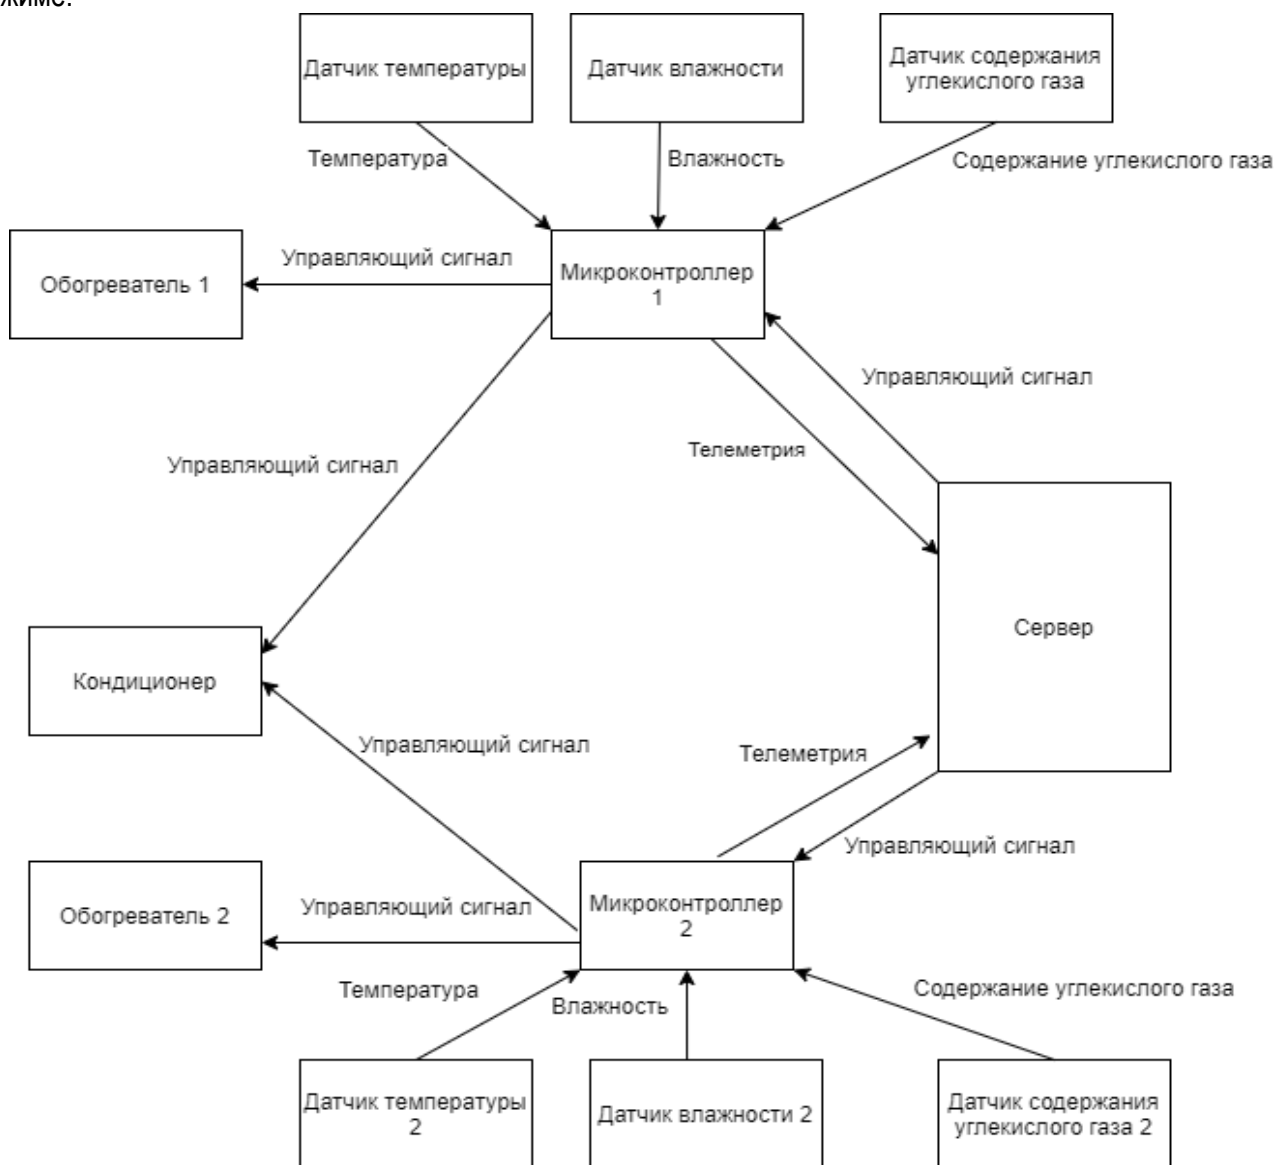 жиме.
Датчик температуры
Датчик влажности
Датчик содержания
углекислого газа
Температура
Влажность
Содержание углекислого газа
Обогреватель 1
Управляющий сигнал
Микроконтроллер
1
Управляющий сигнал
Телеметрия
Управляющий сигнал
Сервер
Кондиционер
Управляющий сигнал
Телеметрия
Управляющий сигнал
Обогреватель 2
Управляющий сигнал
Микроконтроллер
2
Температура
Влажность
Содержание углекислого газа
Датчик температуры
2
Датчик влажности 2
Датчик содержания
углекислого газа 2